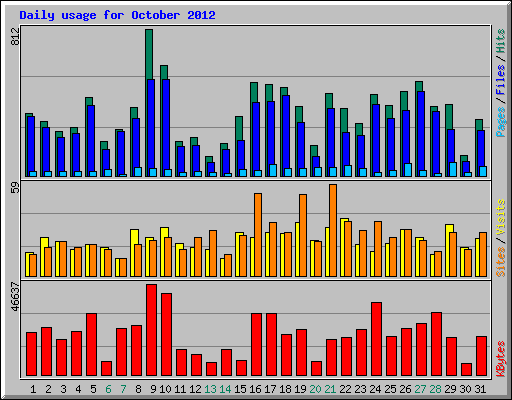 Daily usage for October 2012
812
Pages / Files / Hits
59
Sites / Visits
46637
KBytes
1 2 3 4 5 6 7 8 9 10 11 12 13 14 15 16 17 18 19 20 21 22 23 24 25 26 27 28 29 30 31